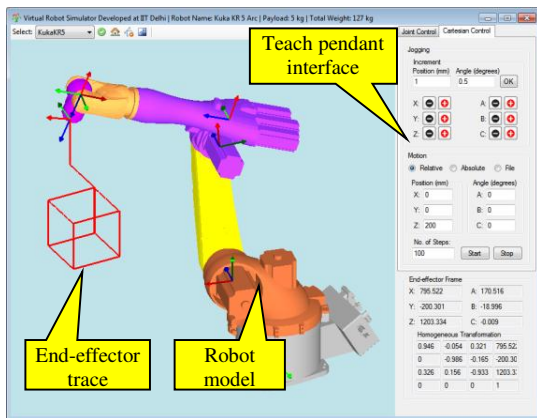 Virtual Robot Simulator Developed at BT Delhi | Robot Name: Kuka KR 5 Arc | Payload: 5 kg | Total Weight: 127 kg
Select: KukaKR5
Joint Control Cartesian Control
Teach pendant
interface
Jogging
Increment
Position (mm) Angle (degrees)
1 0.5 OK
X: A:
Y: B:
Z: C:
Motion
Relative Absolute File
Position (mm) Angle (degrees)
X: 0 A: 0
Y: 0 B: 0
Z: 200 C: 0
No. of Steps:
100 Start Stop
End-effector Frame
X: 795.522 A: 170.516
Y: -200.301 B: -18.996
Z: 1203.334 C: -0.009
Homogeneous Transformation
0.946 -0.054 0.321 795.52
0 -0.986 -0.165 -200.30
0.326 0.156 -0.933 1203.3
0 0 0 1
End-effector
trace
Robot
model